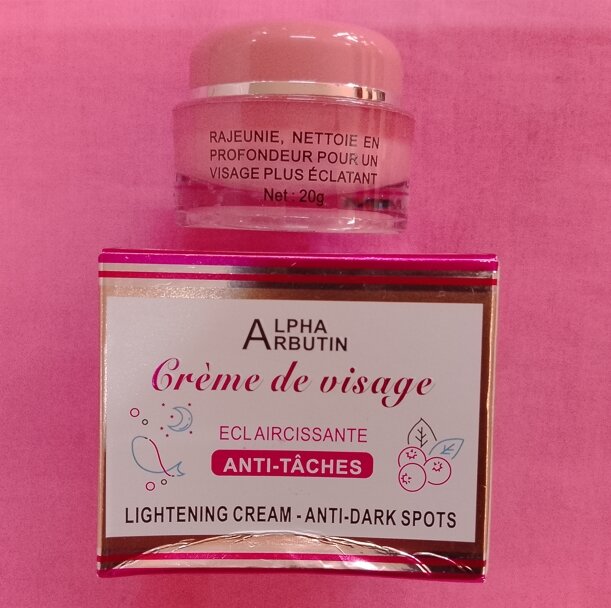 RAJEUNIE, NETTOIE EN
PROFONDEUR POUR UN
VISAGE PLUS ÉCLATANT
Net : 20g
ALPHA
ARBUTIN
Crème de visage
ECLAIRCISSANTE
ANTI-TÂCHES
LIGHTENING CREAM - ANTI-DARK SPOTS